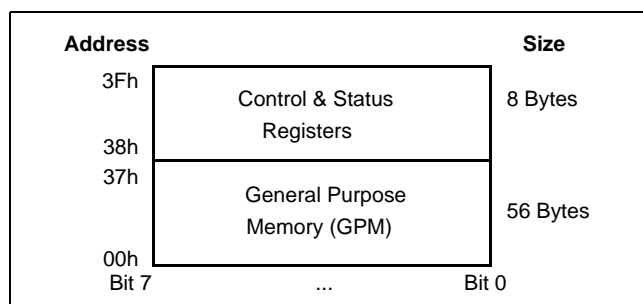 Address Size
3Fh
Control & Status
Registers
8 Bytes
38h
37h
General Purpose
Memory (GPM)
56 Bytes
00h
Bit 7 ... Bit 0